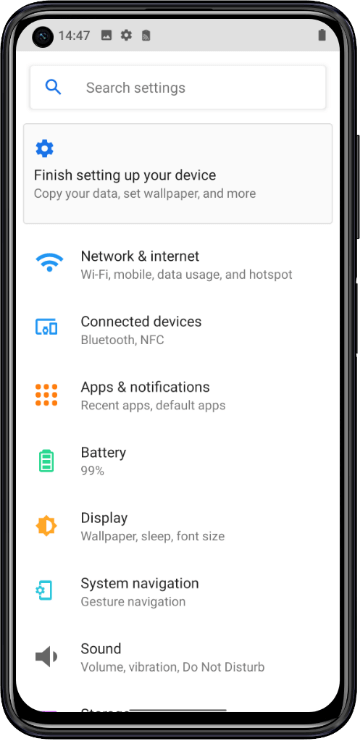 14:47
Search settings
Finish setting up your device
Copy your data, set wallpaper, and more
Network & internet
Wi-Fi, mobile, data usage, and hotspot
Connected devices
Bluetooth, NFC
Apps & notifications
Recent apps, default apps
Battery
99%
Display
Wallpaper, sleep, font size
System navigation
Gesture navigation
Sound
Volume, vibration, Do Not Disturb
Storage